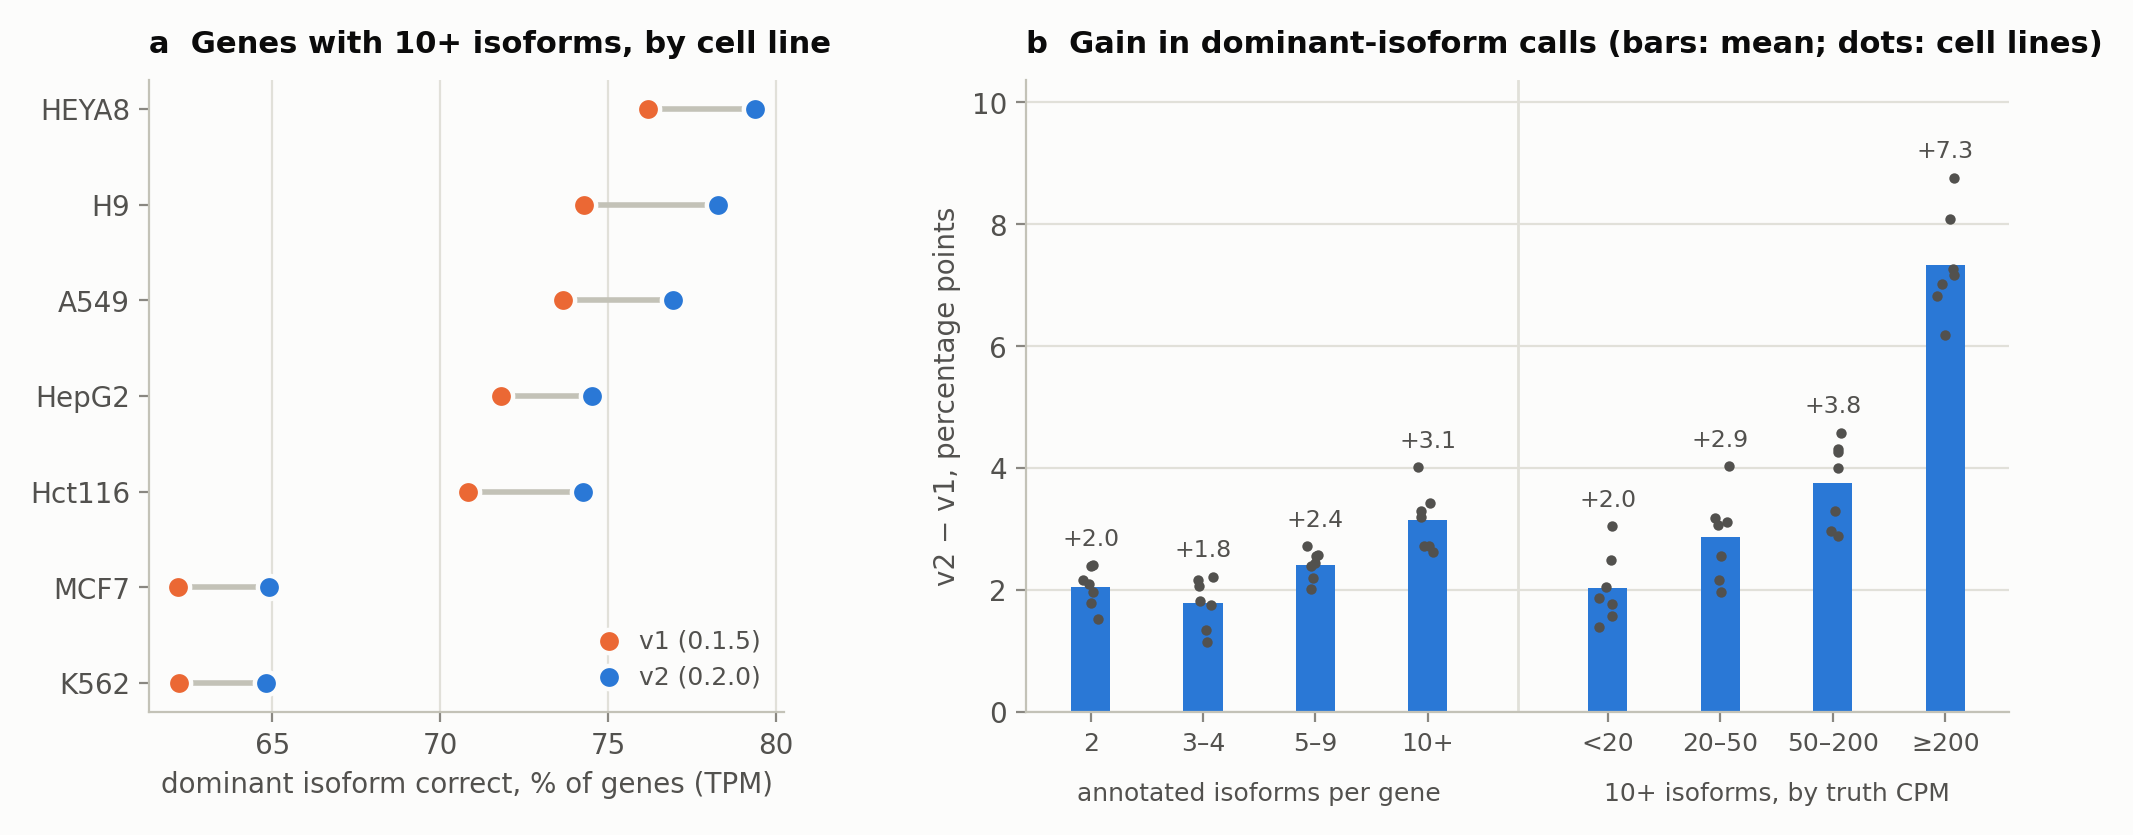 a  Genes with 10+ isoforms, by cell line
HEYA8
H9
A549
HepG2
Hct116
MCF7
K562
v1 (0.1.5)
v2 (0.2.0)
65 70 75 80
dominant isoform correct, % of genes (TPM)
b  Gain in dominant-isoform calls (bars: mean; dots: cell lines)
v2 − v1, percentage points
10
8
6
4
2
0
+2.0 +1.8 +2.4 +3.1 +2.0 +2.9 +3.8 +7.3
2 3–4 5–9 10+ <20 20–50 50–200 ≥200
annotated isoforms per gene
10+ isoforms, by truth CPM